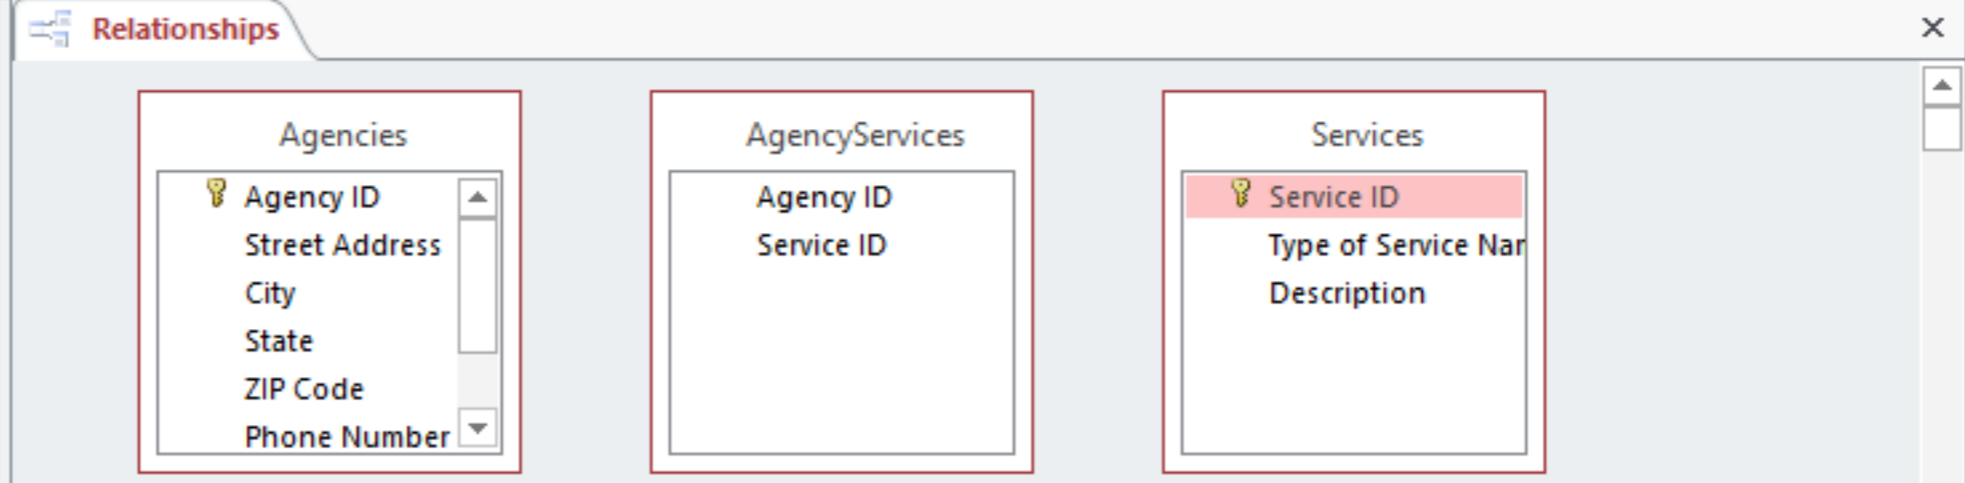 Relationships
Agencies
Agency ID
Street Address
City
State
ZIP Code
Phone Number
AgencyServices
Agency ID
Service ID
Services
Service ID
Type of Service Nar
Description